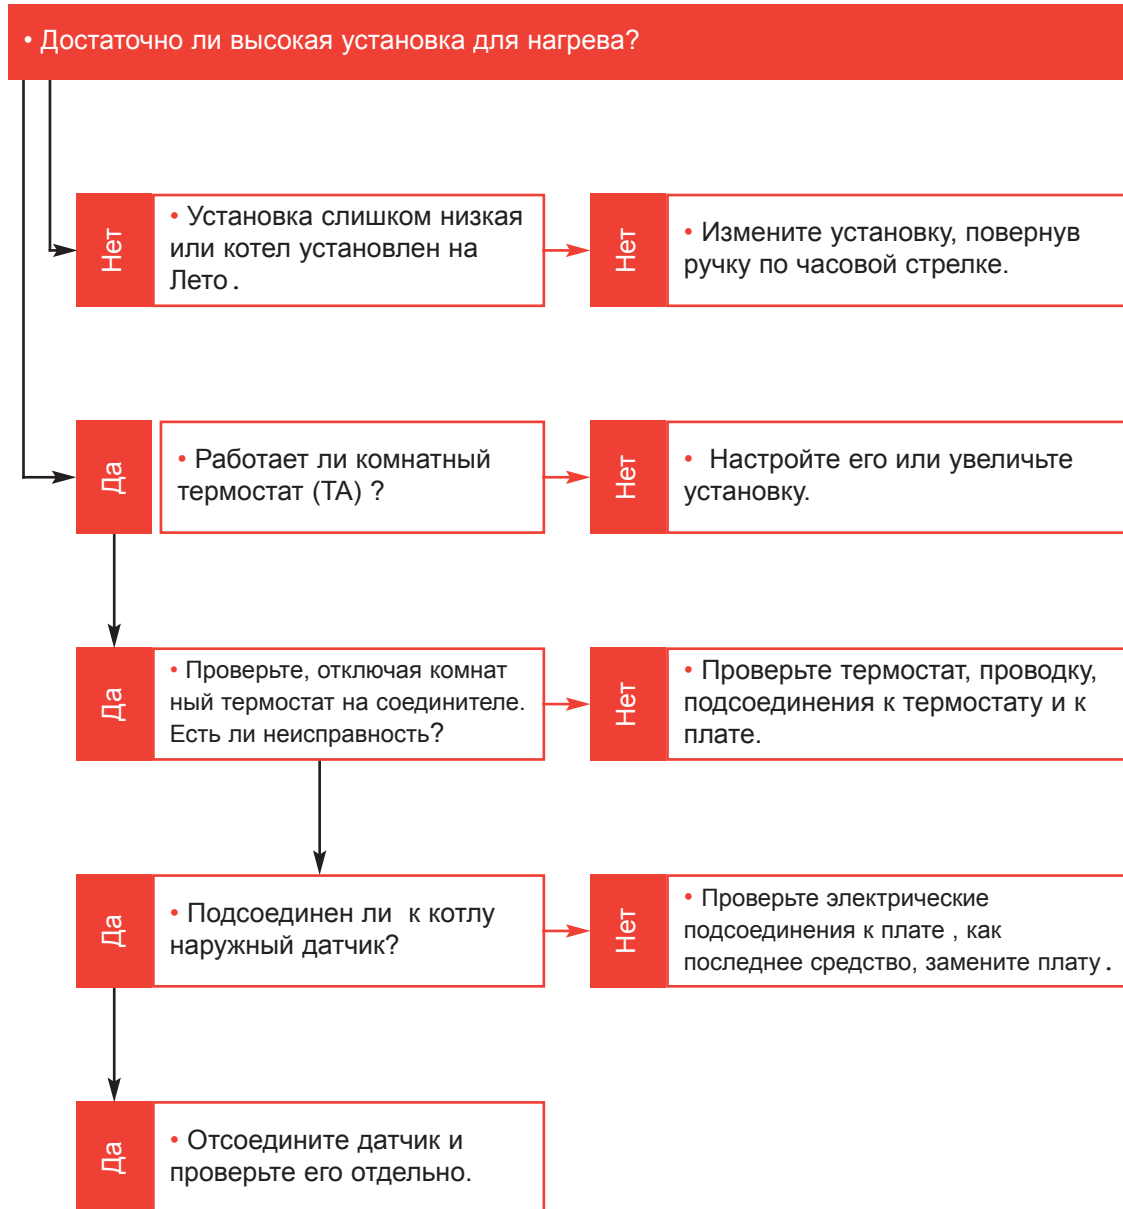 • Достаточно ли высокая установка для нагрева?
Нет
• Установка слишком низкая
или котел установлен на
Лето .
Нет
• Измените установку, повернув
ручку по часовой стрелке.
Да
• Работает ли комнатный
термостат (ТА) ?
Нет
• Настройте его или увеличьте
установку.
Да
• Проверьте, отключая комнат
ный термостат на соединителе.
Есть ли неисправность?
Нет
• Проверьте термостат, проводку,
подсоединения к термостату и к
плате.
Да
• Подсоединен ли к котлу
наружный датчик?
Нет
• Проверьте электрические
подсоединения к плате , как
последнее средство, замените плату .
Да
• Отсоедините датчик и
проверьте его отдельно.